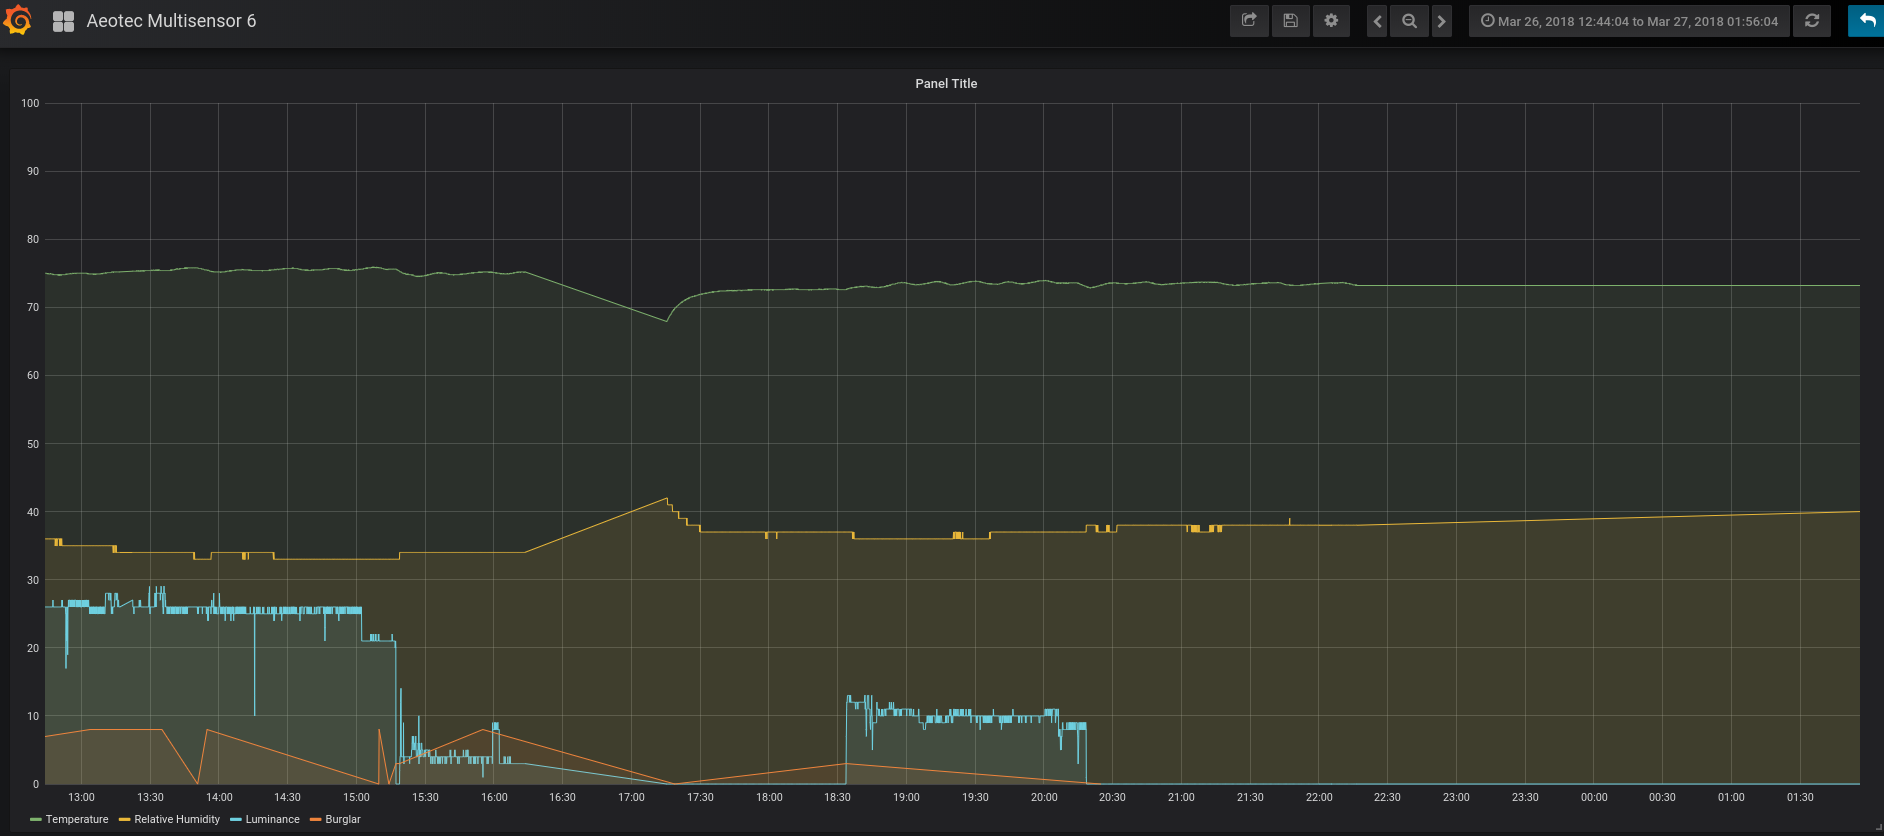 Aeotec Multisensor 6
Mar 26, 2018 12:44:04 to Mar 27, 2018 01:56:04
Panel Title
100
90
80
70
60
50
40
30
20
10
0
13:00 13:30 14:00 14:30 15:00 15:30 16:00 16:30 17:00 17:30 18:00 18:30 19:00 19:30 20:00 20:30 21:00 21:30 22:00 22:30 23:00 23:30 00:00 00:30 01:00 01:30
Temperature Relative Humidity Luminance Burglar